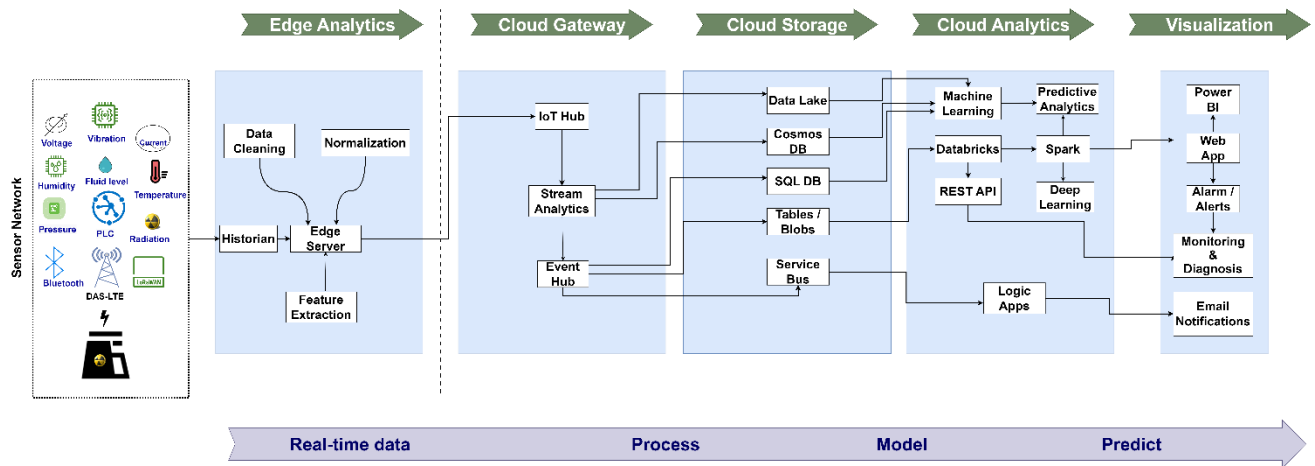 Edge Analytics
Cloud Gateway
Cloud Storage
Cloud Analytics
Visualization
Sensor Network
Voltage
Vibration
Current
Humidity
Fluid level
Temperature
Pressure
PLC
Radiation
Bluetooth
DAS-LTE
LoRaWAN
Data
Cleaning
Normalization
Historian
Edge
Server
Feature
Extraction
IoT Hub
Stream
Analytics
Event
Hub
Data Lake
Cosmos
DB
SQL DB
Tables /
Blobs
Service
Bus
Machine
Learning
Predictive
Analytics
Databricks
Spark
REST API
Deep
Learning
Logic
Apps
Power
BI
Web
App
Alarm /
Alerts
Monitoring
&
Diagnosis
Email
Notifications
Real-time data
Process
Model
Predict